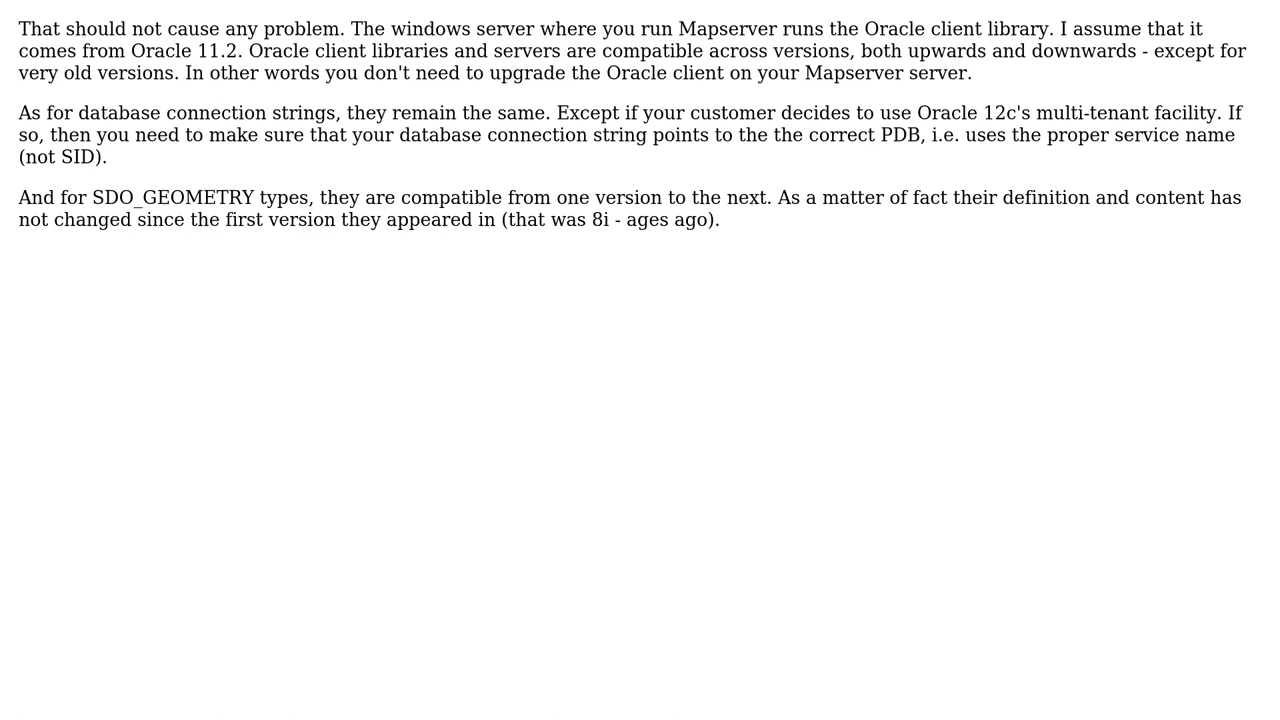 That should not cause any problem. The windows server where you run Mapserver runs the Oracle client library. I assume that it
comes from Oracle 11.2. Oracle client libraries and servers are compatible across versions, both upwards and downwards - except for
very old versions. In other words you don't need to upgrade the Oracle client on your Mapserver server.
As for database connection strings, they remain the same. Except if your customer decides to use Oracle 12c's multi-tenant facility. If
so, then you need to make sure that your database connection string points to the the correct PDB, i.e. uses the proper service name
(not SID).
And for SDO_GEOMETRY types, they are compatible from one version to the next. As a matter of fact their definition and content has
not changed since the first version they appeared in (that was 8i - ages ago).